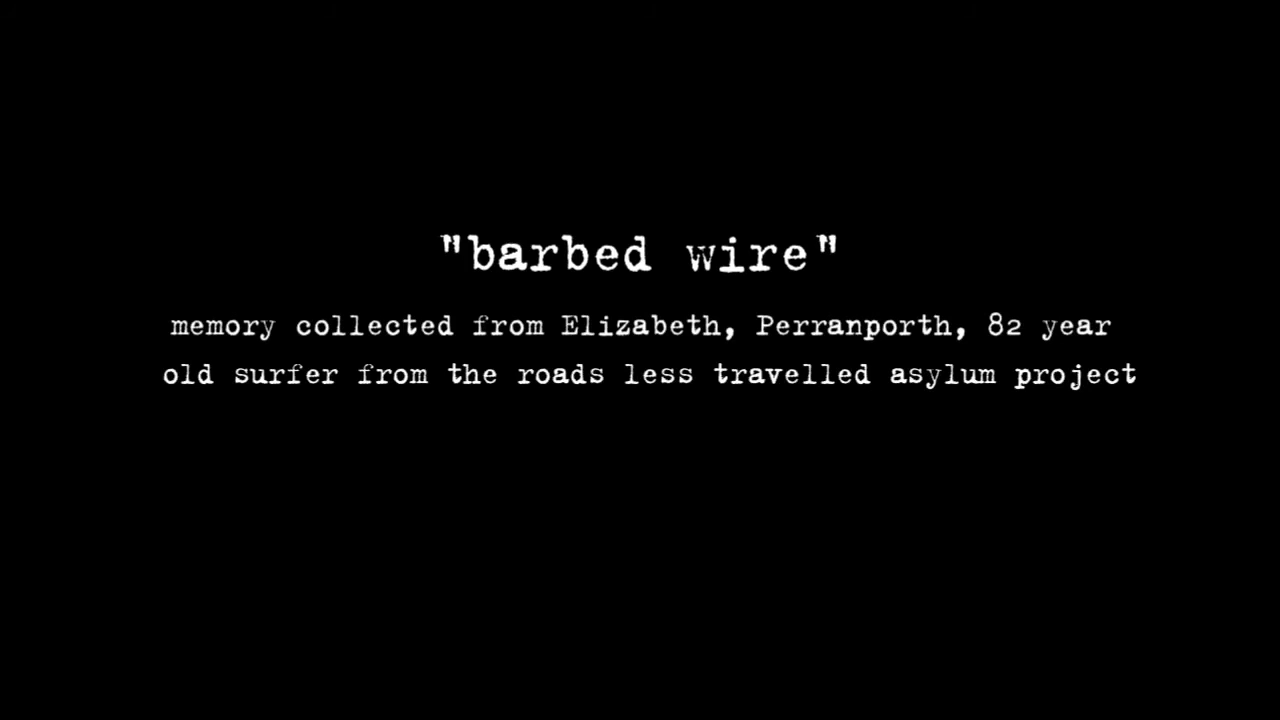 "barbed wire"
memory collected from Elizabeth, Perranporth, 82 year
old surfer from the roads less travelled asylum project